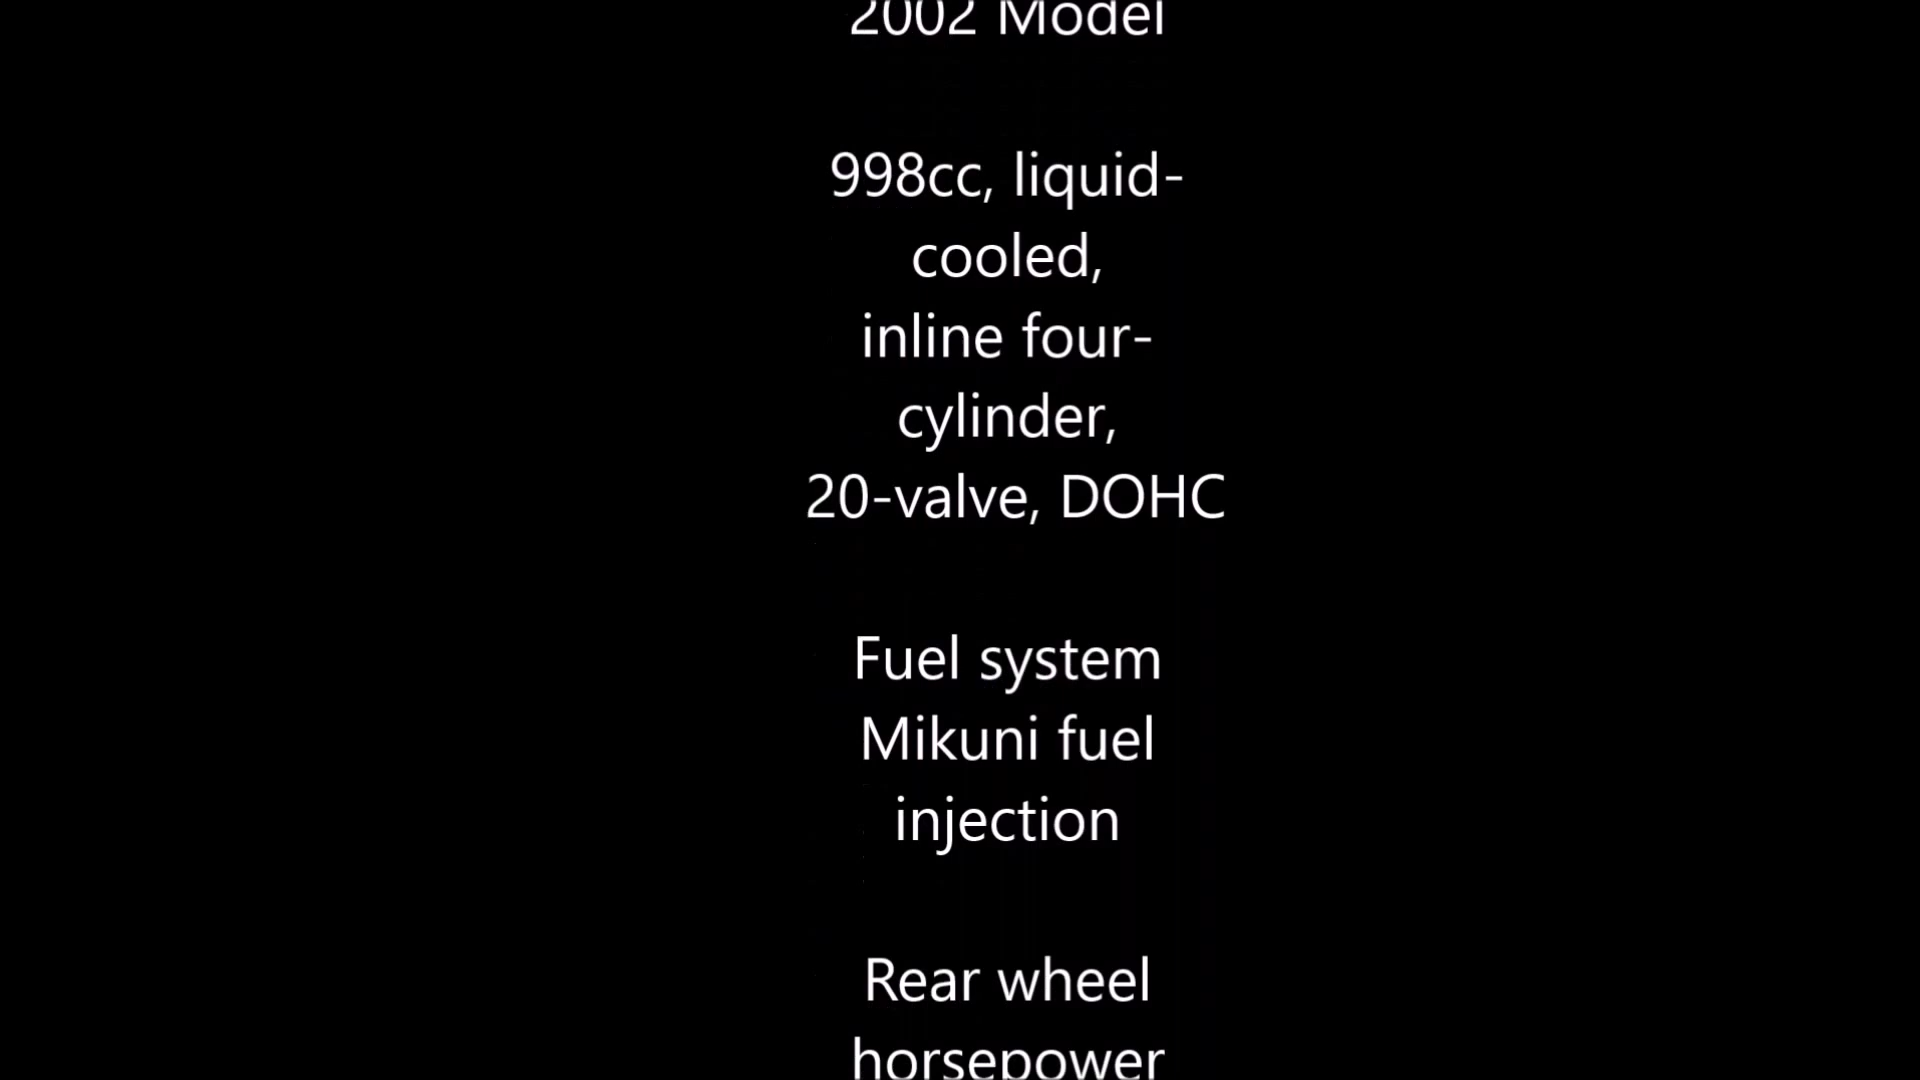 2002 Model
998cc, liquid-
cooled,
inline four-
cylinder,
20-valve, DOHC
Fuel system
Mikuni fuel
injection
Rear wheel
horsepower